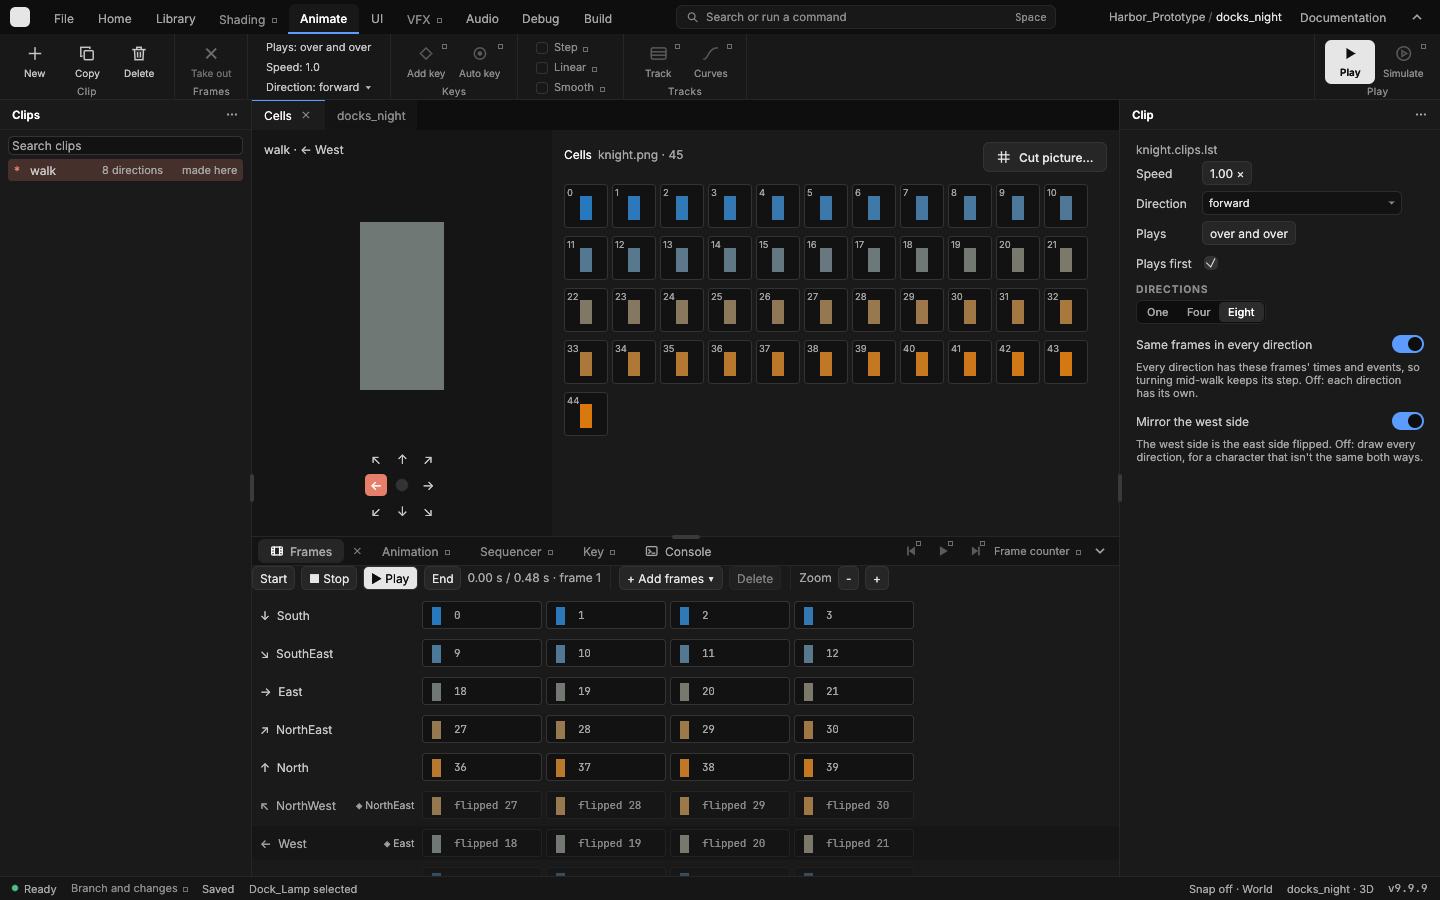 File Home Library Shading Animate UI VFX Audio Debug Build
Search or run a command Space
Harbor_Prototype / docks_night Documentation
New Copy Delete
Clip
Take out
Frames
Plays: over and over
Speed: 1.0
Direction: forward
Add key Auto key
Keys
Step
Linear
Smooth
Track Curves
Tracks
Play Simulate
Play
Clips
Search clips
* walk 8 directions made here
Cells docks_night
walk · ← West
Cells knight.png · 45
Cut picture...
0 1 2 3 4 5 6 7 8 9 10
11 12 13 14 15 16 17 18 19 20 21
22 23 24 25 26 27 28 29 30 31 32
33 34 35 36 37 38 39 40 41 42 43
44
Clip
knight.clips.lst
Speed 1.00 ×
Direction forward
Plays over and over
Plays first
DIRECTIONS
One Four Eight
Same frames in every direction
Every direction has these frames' times and events, so
turning mid-walk keeps its step. Off: each direction
has its own.
Mirror the west side
The west side is the east side flipped. Off: draw every
direction, for a character that isn't the same both ways.
Frames Animation Sequencer Key Console Frame counter
Start Stop Play End 0.00 s / 0.48 s · frame 1 + Add frames Delete Zoom - +
↓ South 0 1 2 3
↘ SouthEast 9 10 11 12
→ East 18 19 20 21
↗ NorthEast 27 28 29 30
↑ North 36 37 38 39
↖ NorthWest ◆ NorthEast flipped 27 flipped 28 flipped 29 flipped 30
← West ◆ East flipped 18 flipped 19 flipped 20 flipped 21
Ready Branch and changes Saved Dock_Lamp selected
Snap off · World docks_night · 3D v9.9.9